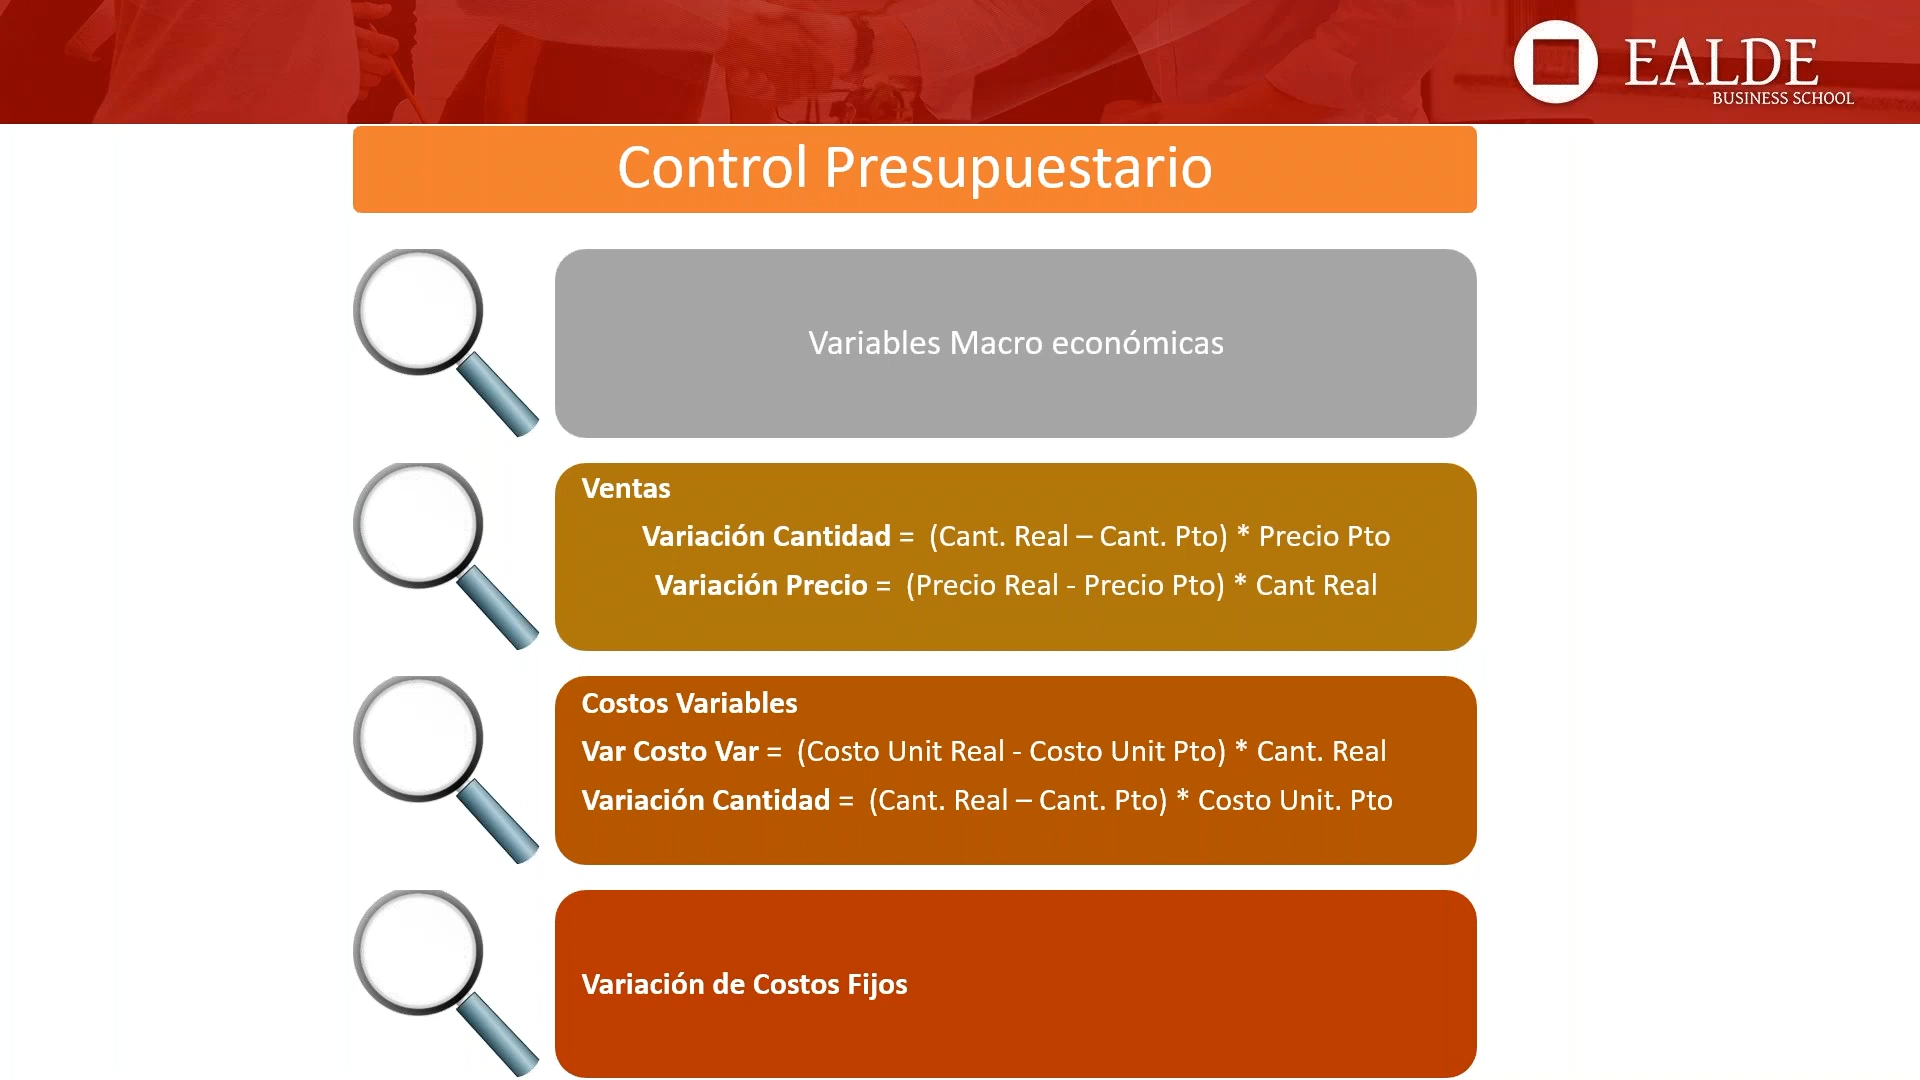 EALDE
BUSINESS SCHOOL
Control Presupuestario
Variables Macro económicas
Ventas
Variación Cantidad = (Cant. Real – Cant. Pto) * Precio Pto
Variación Precio = (Precio Real - Precio Pto) * Cant Real
Costos Variables
Var Costo Var = (Costo Unit Real - Costo Unit Pto) * Cant. Real
Variación Cantidad = (Cant. Real – Cant. Pto) * Costo Unit. Pto
Variación de Costos Fijos